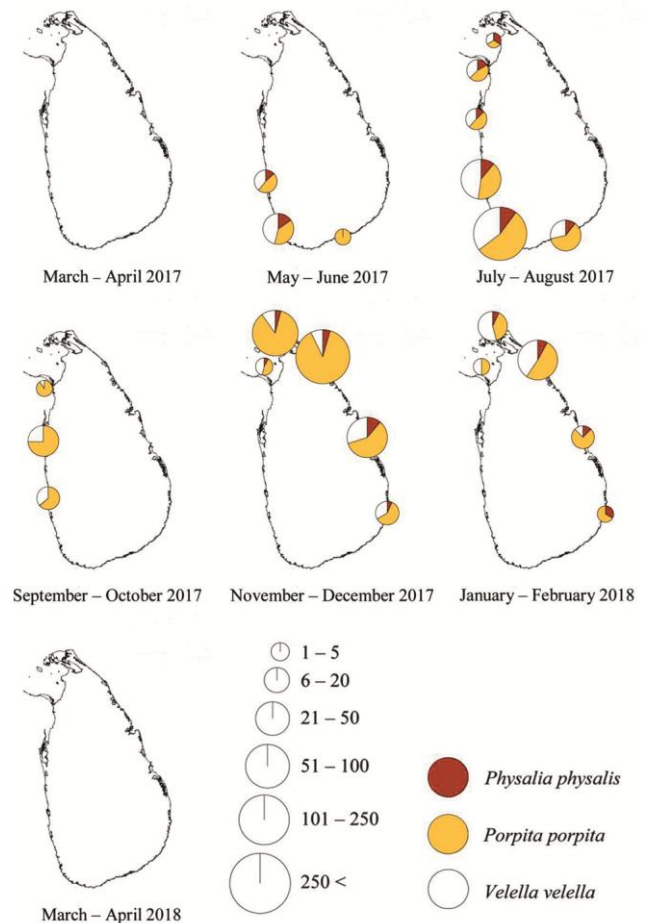 March – April 2017
May – June 2017
July – August 2017
September – October 2017
November – December 2017
January – February 2018
1 – 5
6 – 20
21 – 50
51 – 100
101 – 250
250 <
Physalia physalis
Porpita porpita
Velella velella
March – April 2018